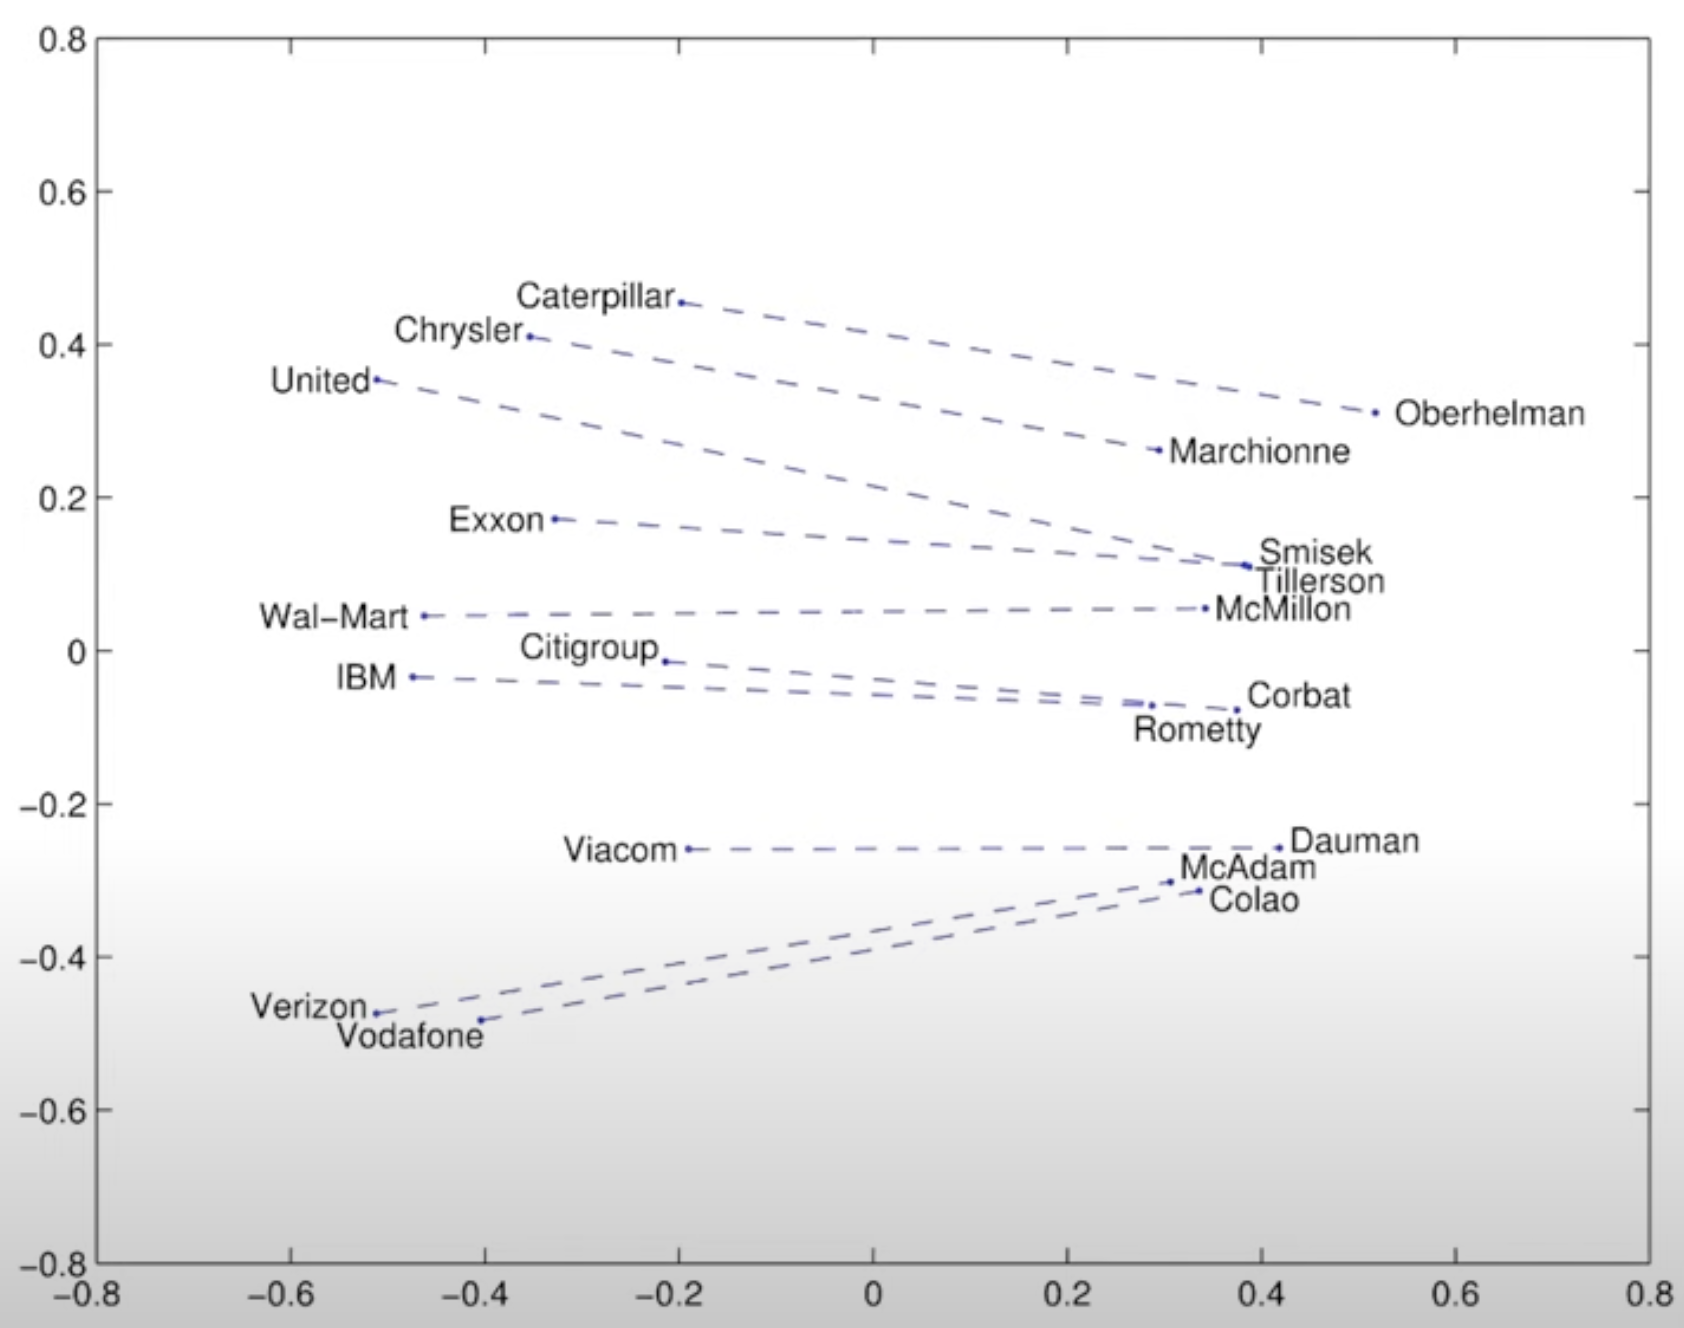 0.8
0.6
0.4
0.2
0
−0.2
−0.4
−0.6
−0.8
Caterpillar
Chrysler
United
Oberhelman
Marchionne
Exxon
Smisek
Tillerson
Wal−Mart
McMillon
Citigroup
IBM
Corbat
Rometty
Viacom
Dauman
McAdam
Colao
Verizon
Vodafone
−0.8 −0.6 −0.4 −0.2 0 0.2 0.4 0.6 0.8